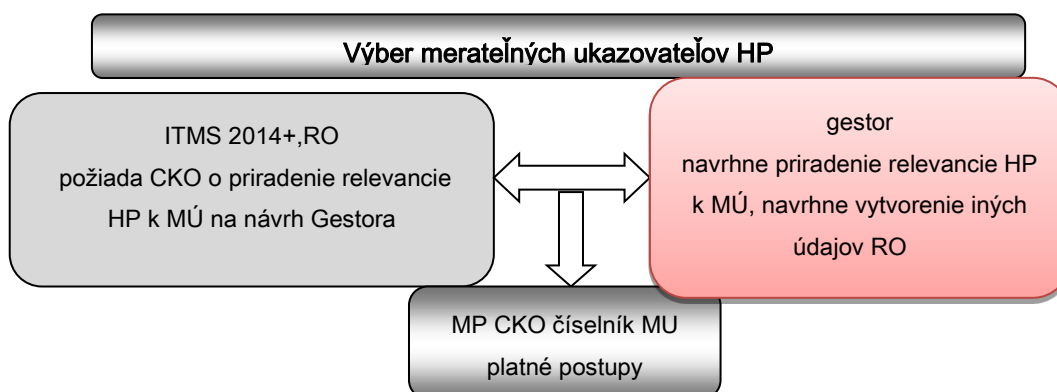 Výber merateľných ukazovateľov HP
ITMS 2014+,RO
požiada CKO o priradenie relevancie
HP k MÚ na návrh Gestora
gestor
navrhne priradenie relevancie HP
k MÚ, navrhne vytvorenie iných
údajov RO
MP CKO číselník MU
platné postupy